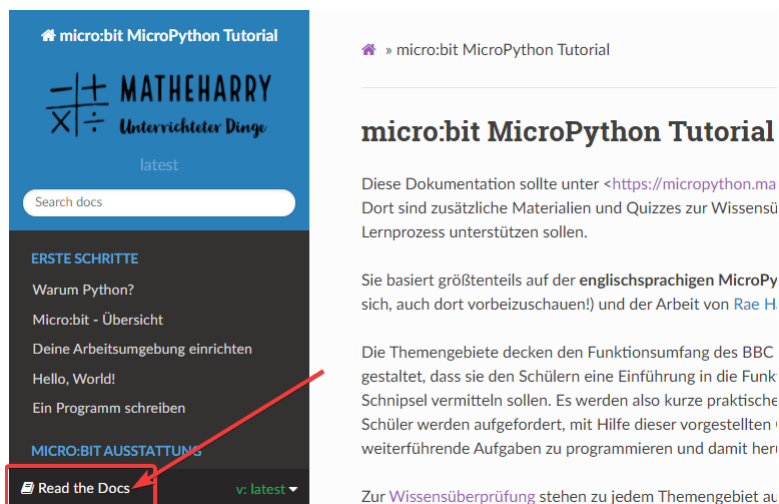 micro:bit MicroPython Tutorial
MATHEHARRY
Unterrichteter Dinge
latest
Search docs
ERSTE SCHRITTE
Warum Python?
Micro:bit - Übersicht
Deine Arbeitsumgebung einrichten
Hello, World!
Ein Programm schreiben
MICRO:BIT AUSSTATTUNG
Read the Docs
v: latest
» micro:bit MicroPython Tutorial
micro:bit MicroPython Tutorial
Diese Dokumentation sollte unter <https://micropython.ma
Dort sind zusätzliche Materialien und Quizzes zur Wissensü
Lernprozess unterstützen sollen.
Sie basiert größtenteils auf der englischsprachigen MicroPy
sich, auch dort vorbeizuschauen!) und der Arbeit von Rae H
Die Themengebiete decken den Funktionsumfang des BBC
gestaltet, dass sie den Schülern eine Einführung in die Funk
Schnipsel vermitteln sollen. Es werden also kurze praktische
Schüler werden aufgefordert, mit Hilfe dieser vorgestellten
weiterführende Aufgaben zu programmieren und damit her
Zur Wissensüberprüfung stehen zu jedem Themengebiet au